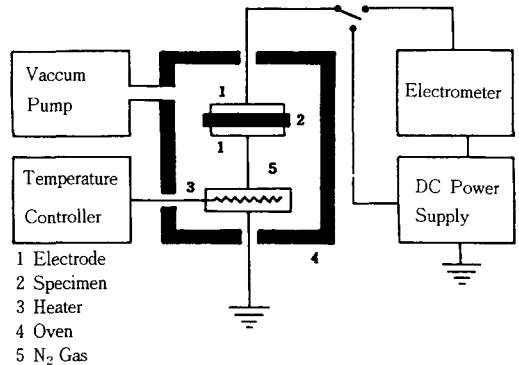 Vaccum
Pump
1
2
1
5
3
Temperature
Controller
4
Electrometer
DC Power
Supply
1 Electrode
2 Specimen
3 Heater
4 Oven
5 N₂ Gas